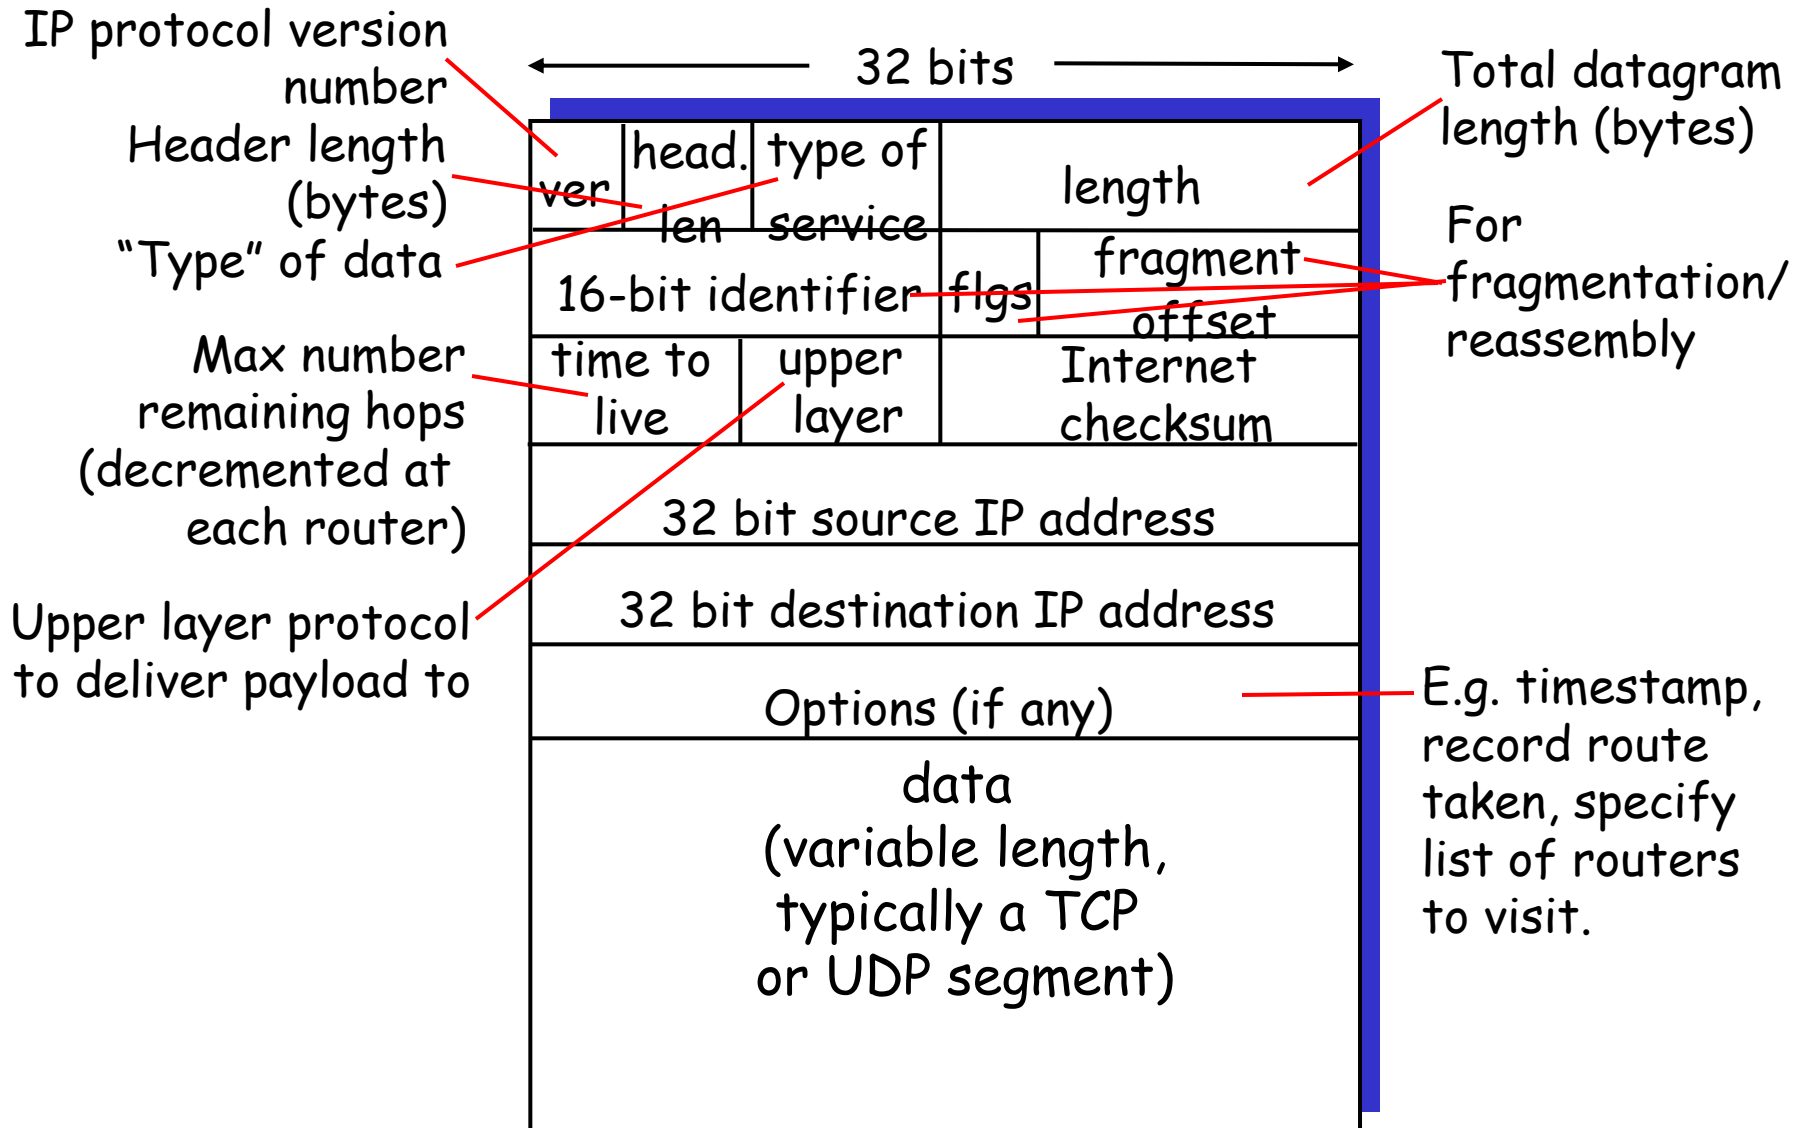 IP protocol version
number
Header length
(bytes)
“Type” of data
Max number
remaining hops
(decremented at
each router)
Upper layer protocol
to deliver payload to
32 bits
ver
head.
len
type of
service
length
16-bit identifier
flgs
fragment
offset
time to
live
upper
layer
Internet
checksum
32 bit source IP address
32 bit destination IP address
Options (if any)
data
(variable length,
typically a TCP
or UDP segment)
Total datagram
length (bytes)
For
fragmentation/
reassembly
E.g. timestamp,
record route
taken, specify
list of routers
to visit.